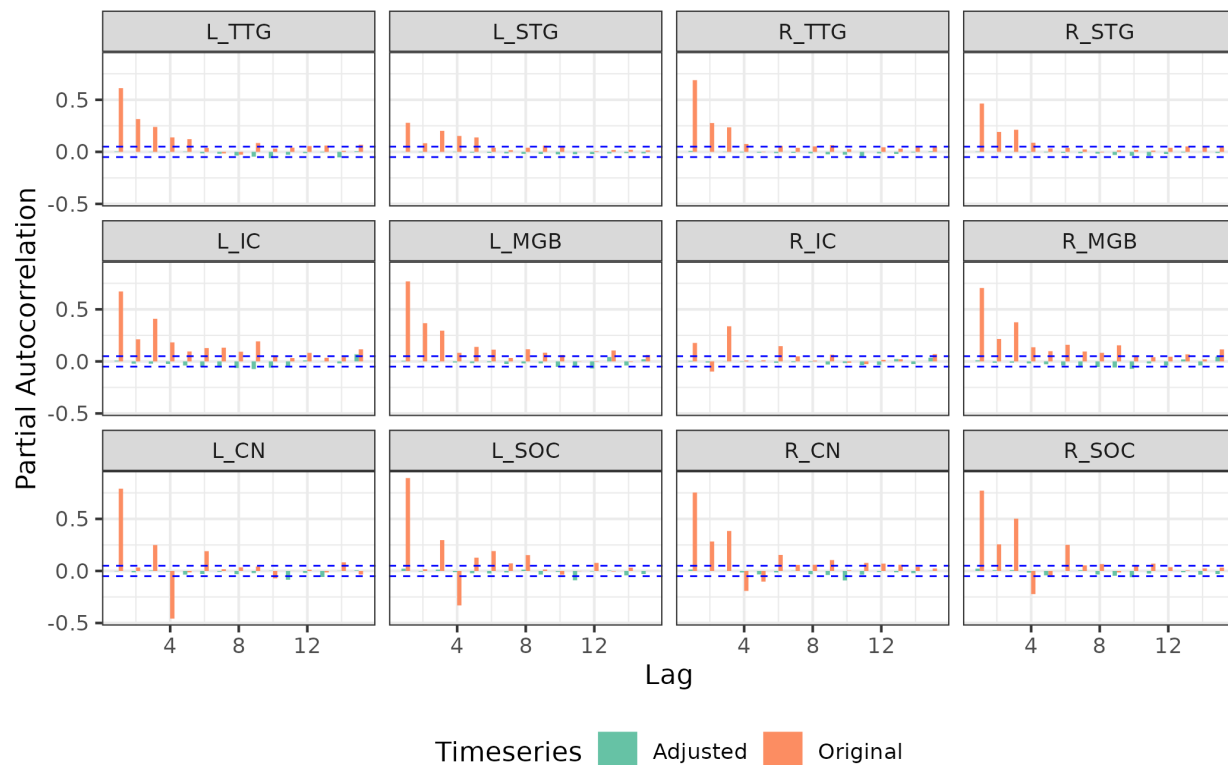 L_TTG L_STG R_TTG R_STG
0.5
0.0
-0.5
L_IC L_MGB R_IC R_MGB
0.5
0.0
-0.5
L_CN L_SOC R_CN R_SOC
0.5
0.0
-0.5
4 8 12 4 8 12 4 8 12 4 8 12
Partial Autocorrelation
Lag
Timeseries Adjusted Original